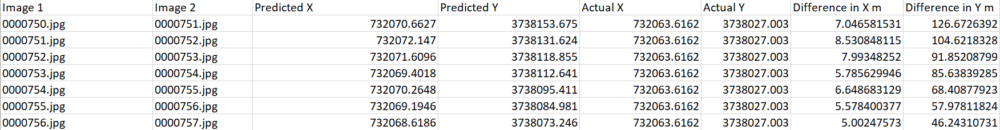 Image 1 Image 2 Predicted X Predicted Y Actual X Actual Y Difference in X m Difference in Y m
0000750.jpg 0000751.jpg 732070.6627 3738153.675 732063.6162 3738027.003 7.046581531 126.6726392
0000751.jpg 0000752.jpg 732072.147 3738131.624 732063.6162 3738027.003 8.530848115 104.6218328
0000752.jpg 0000753.jpg 732071.6096 3738118.855 732063.6162 3738027.003 7.99348252 91.85208799
0000753.jpg 0000754.jpg 732069.4018 3738112.641 732063.6162 3738027.003 5.785629946 85.63839285
0000754.jpg 0000755.jpg 732070.2648 3738095.411 732063.6162 3738027.003 6.648683129 68.40877923
0000755.jpg 0000756.jpg 732069.1946 3738084.981 732063.6162 3738027.003 5.578400377 57.97811824
0000756.jpg 0000757.jpg 732068.6186 3738073.246 732063.6162 3738027.003 5.00247573 46.24310731